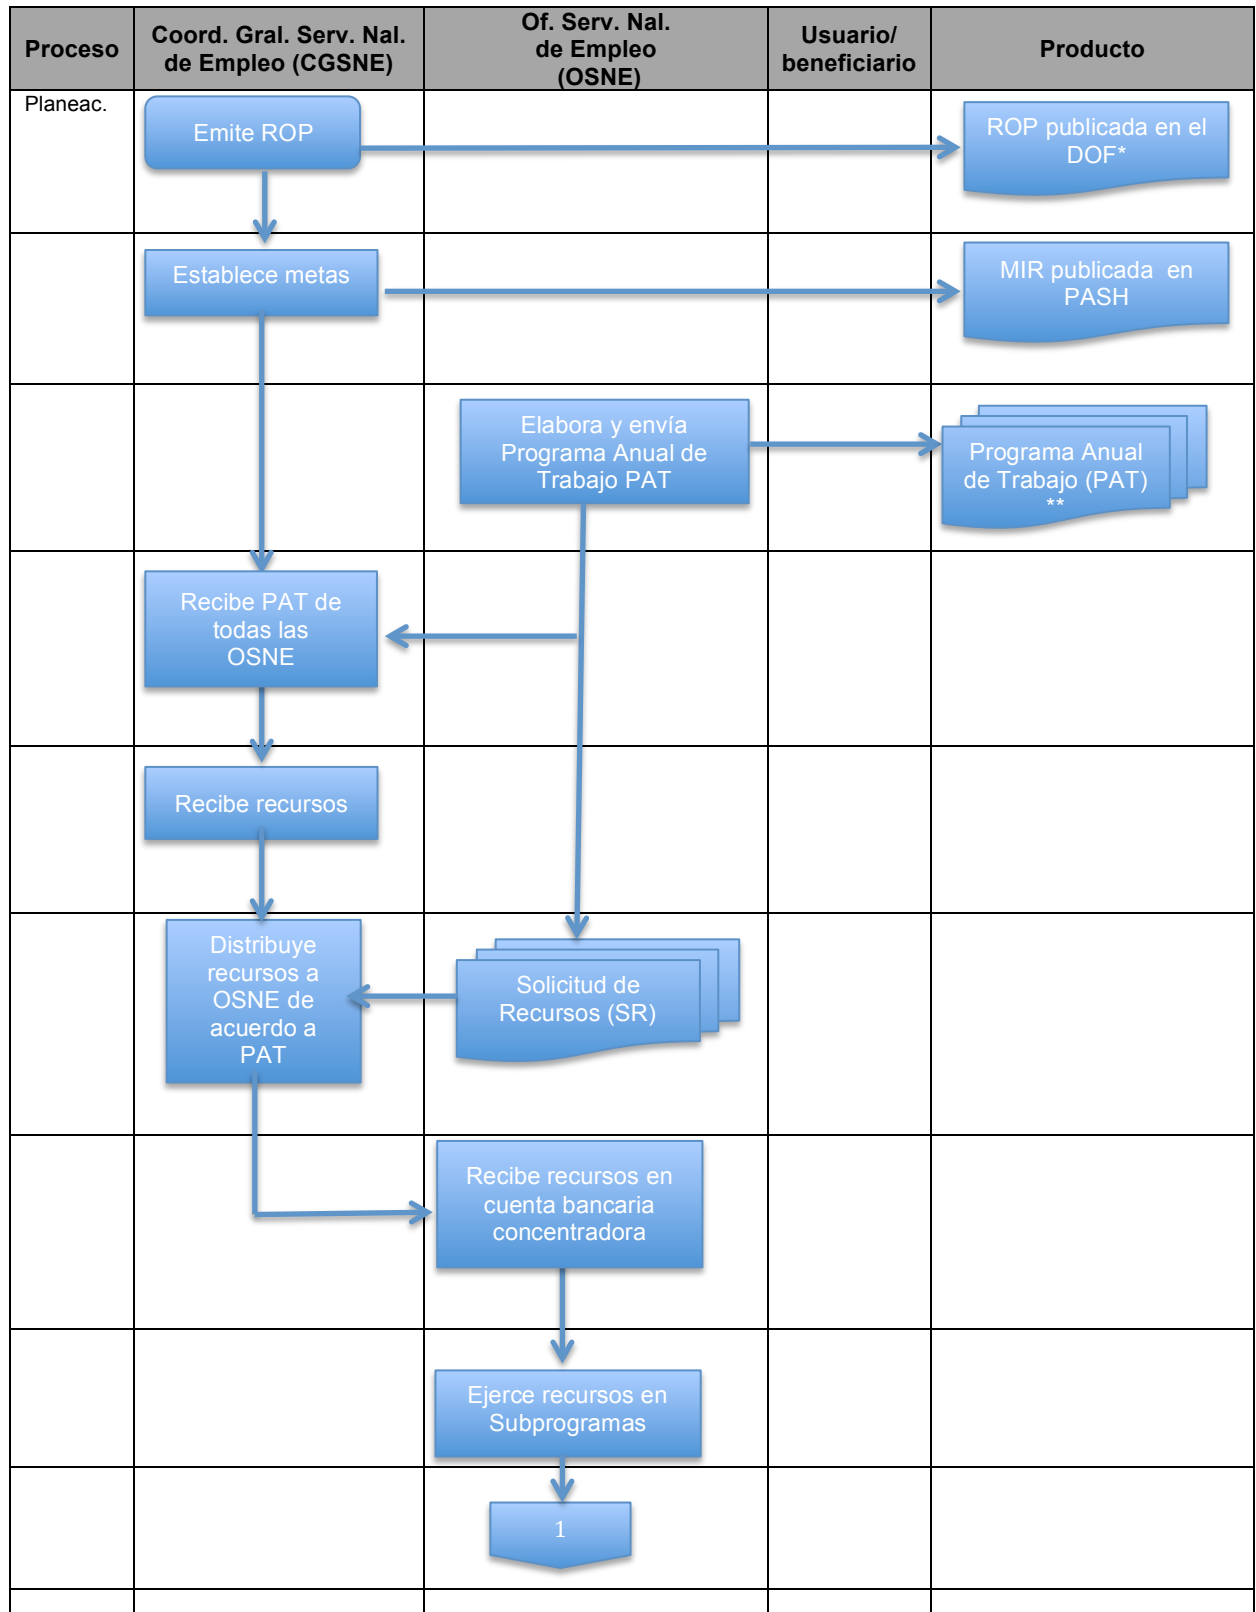 Proceso
Coord. Gral. Serv. Nal.
de Empleo (CGSNE)
Of. Serv. Nal.
de Empleo
(OSNE)
Usuario/
beneficiario
Producto
Planeac.
Emite ROP
ROP publicada en el
DOF*
Establece metas
MIR publicada  en
PASH
Elabora y envía
Programa Anual de
Trabajo PAT
Programa Anual
de Trabajo (PAT)
**
Recibe PAT de
todas las
OSNE
Recibe recursos
Distribuye
recursos a
OSNE de
acuerdo a
PAT
Solicitud de
Recursos (SR)
Recibe recursos en
cuenta bancaria
concentradora
Ejerce recursos en
Subprogramas
1